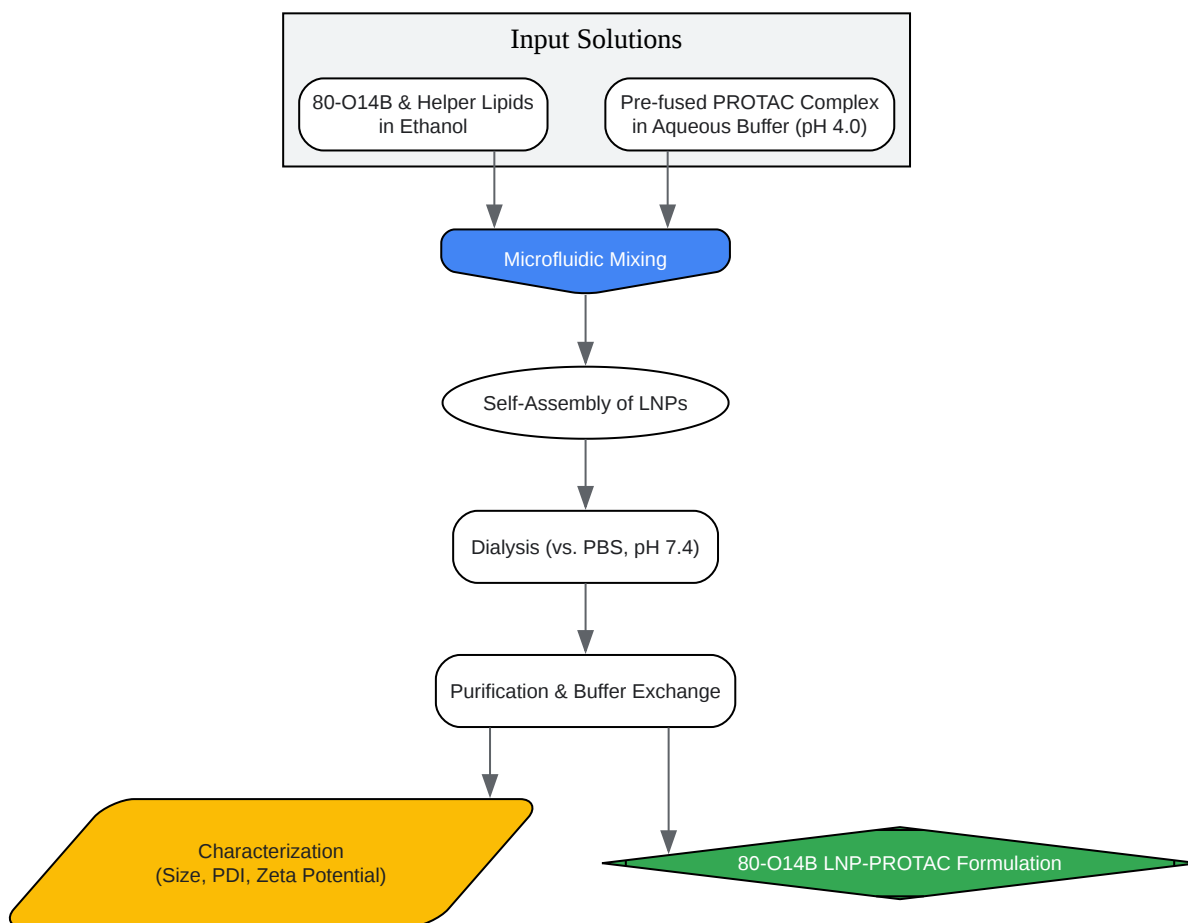 Input Solutions
80-O14B & Helper Lipids
in Ethanol
Pre-fused PROTAC Complex
in Aqueous Buffer (pH 4.0)
Microfluidic Mixing
Self-Assembly of LNPs
Dialysis (vs. PBS, pH 7.4)
Purification & Buffer Exchange
Characterization
(Size, PDI, Zeta Potential)
80-O14B LNP-PROTAC Formulation